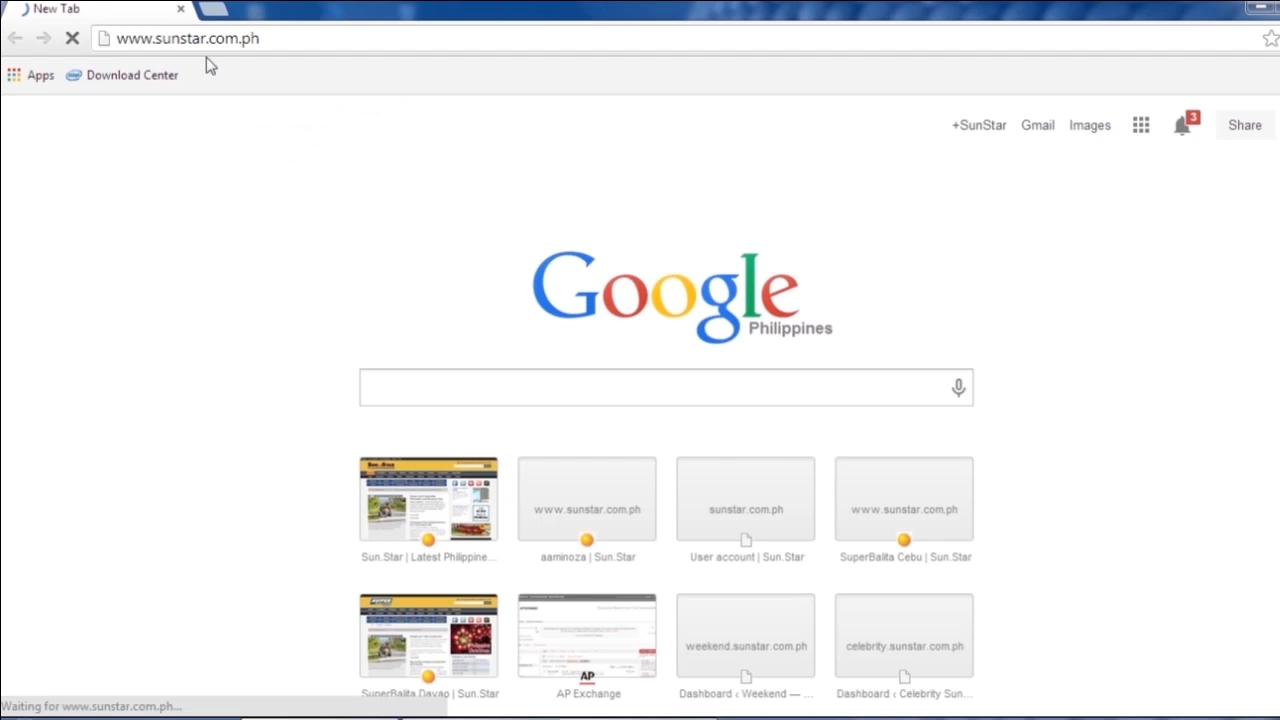 New Tab
www.sunstar.com.ph
Apps Download Center
+SunStar Gmail Images 3 Share
Google
Philippines
www.sunstar.com.ph sunstar.com.ph www.sunstar.com.ph
Sun.Star | Latest Philippine... aaminoza | Sun.Star User account | Sun.Star SuperBalita Cebu | Sun.Star
weekend.sunstar.com.ph celebrity.sunstar.com.ph
AP
SuperBalita Davao | Sun.Star AP Exchange Dashboard ‹ Weekend — ... Dashboard ‹ Celebrity Sun...
Waiting for www.sunstar.com.ph...